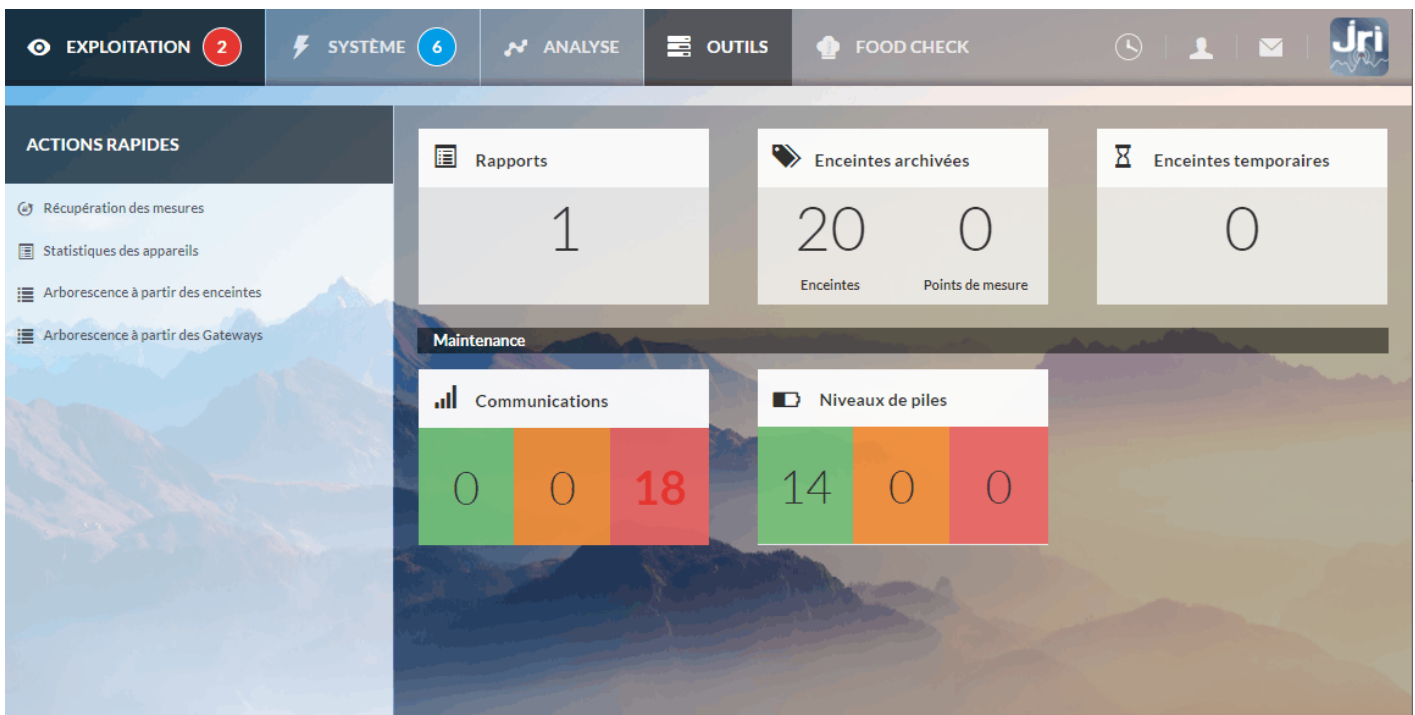 EXPLOITATION 2 SYSTÈME 6 ANALYSE OUTILS FOOD CHECK jri
ACTIONS RAPIDES
Récupération des mesures
Statistiques des appareils
Arborescence à partir des enceintes
Arborescence à partir des Gateways
Rapports
1
Enceintes archivées
20 0
Enceintes Points de mesure
Enceintes temporaires
0
Maintenance
Communications
0 0 18
Niveaux de piles
14 0 0